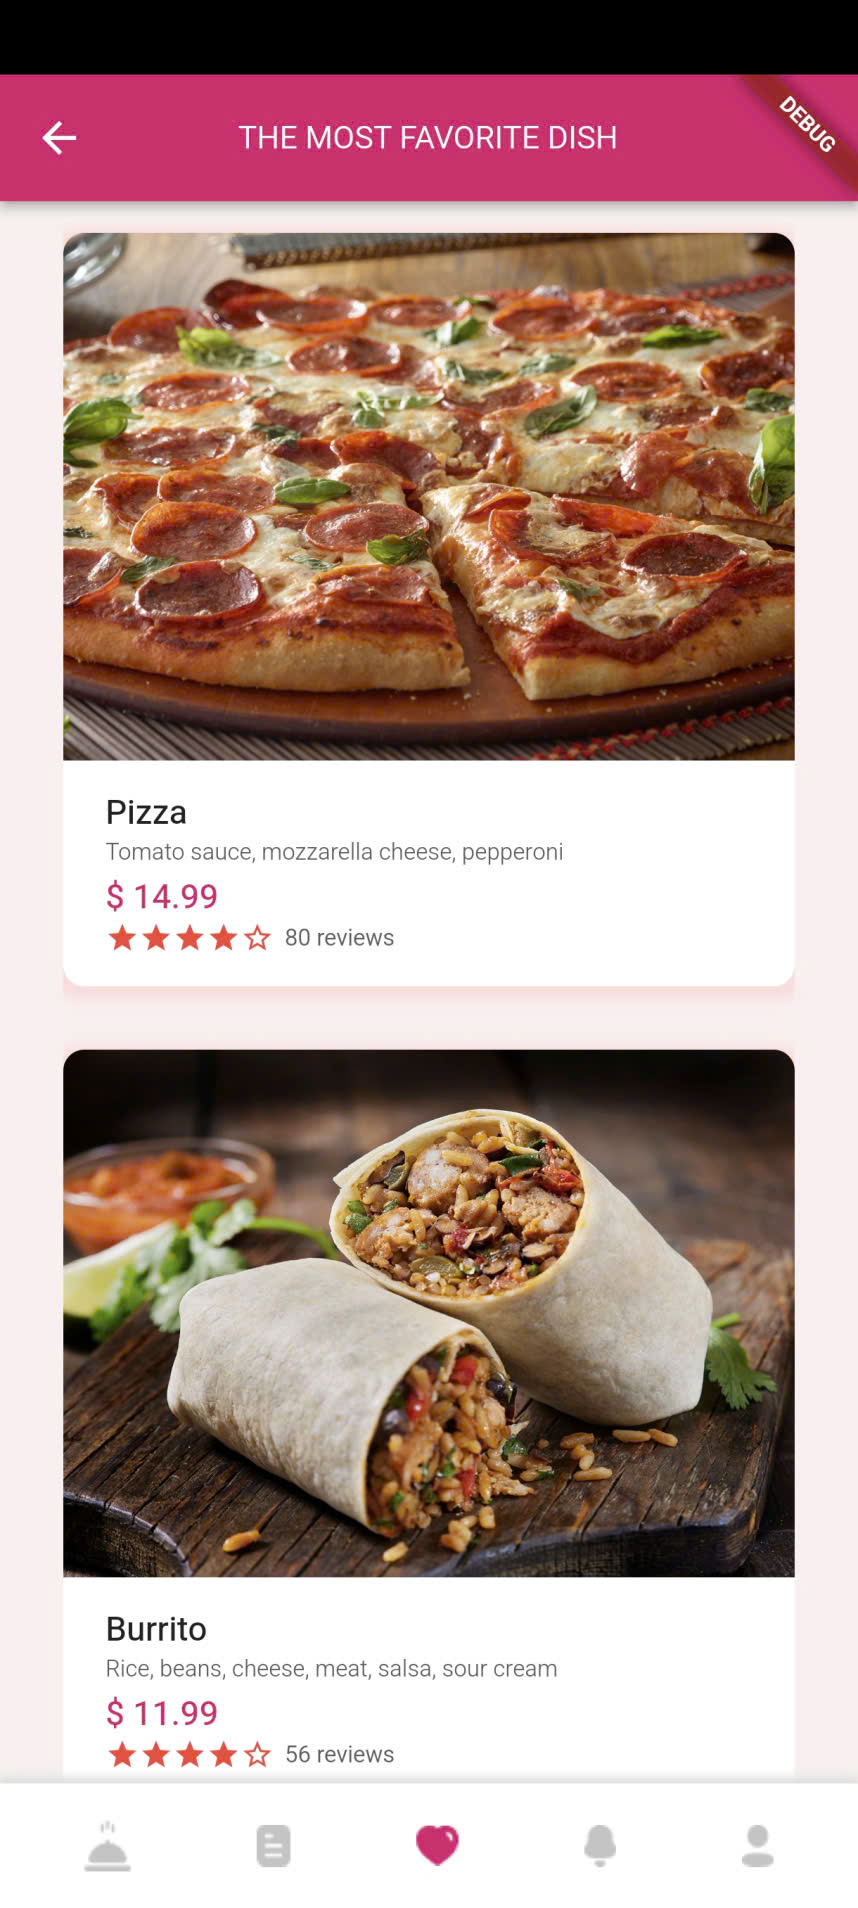 THE MOST FAVORITE DISH
DEBUG
Pizza
Tomato sauce, mozzarella cheese, pepperoni
$ 14.99
80 reviews
Burrito
Rice, beans, cheese, meat, salsa, sour cream
$ 11.99
56 reviews